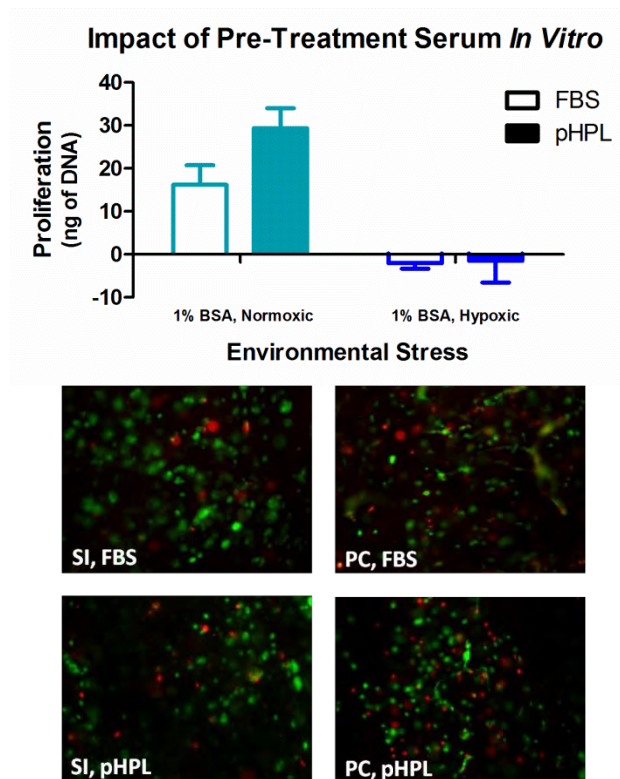 Impact of Pre-Treatment Serum In Vitro
40
30
20
10
0
-10
Proliferation
(ng of DNA)
FBS
pHPL
1% BSA, Normoxic
1% BSA, Hypoxic
Environmental Stress
SI, FBS
PC, FBS
SI, pHPL
PC, pHPL